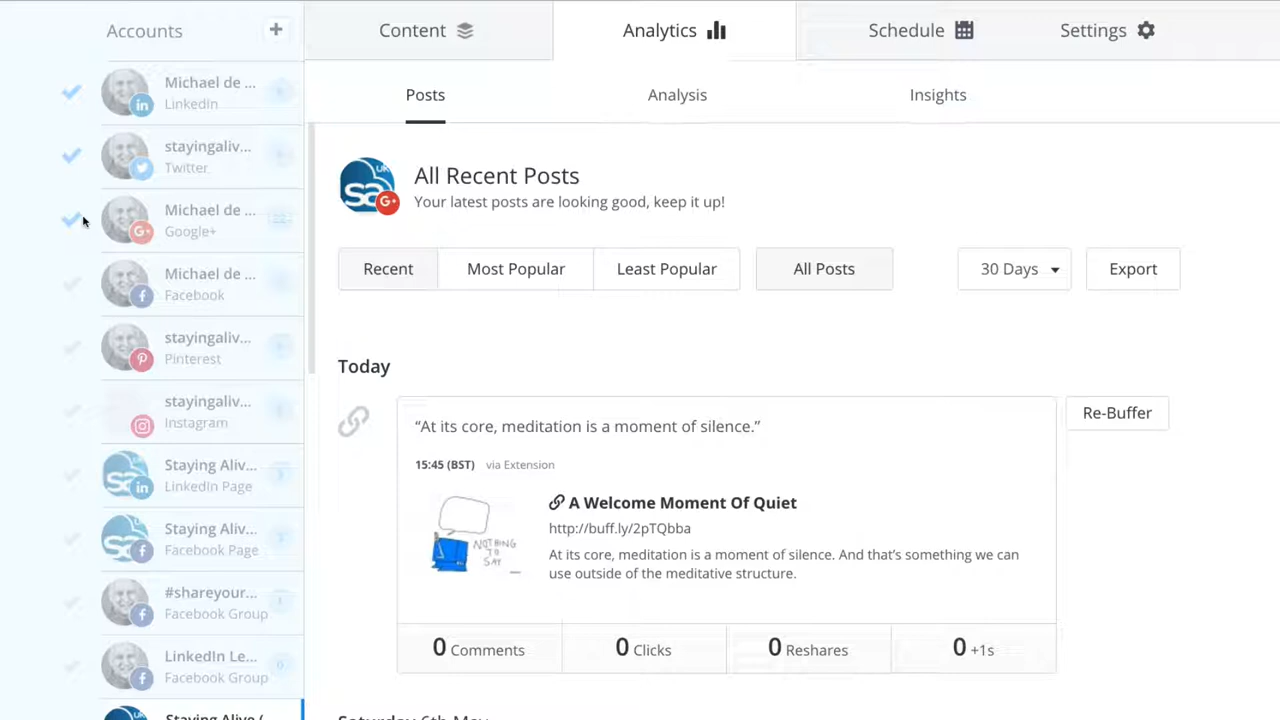 Accounts
+
Michael de ...
LinkedIn
stayingaliv...
Twitter
Michael de ...
Google+
Michael de ...
Facebook
stayingaliv...
Pinterest
stayingaliv...
Instagram
Staying Aliv...
LinkedIn Page
Staying Aliv...
Facebook Page
#shareyour...
Facebook Group
LinkedIn Le...
Facebook Group
Staying Alive (
Content
Analytics
Schedule
Settings
Posts
Analysis
Insights
All Recent Posts
Your latest posts are looking good, keep it up!
Recent
Most Popular
Least Popular
All Posts
30 Days
Export
Today
“At its core, meditation is a moment of silence.”
Re-Buffer
15:45 (BST) via Extension
NOTHING
TO
SAY
A Welcome Moment Of Quiet
http://buff.ly/2pTQbba
At its core, meditation is a moment of silence. And that’s something we can
use outside of the meditative structure.
0 Comments
0 Clicks
0 Reshares
0 +1s
Saturday 6th May